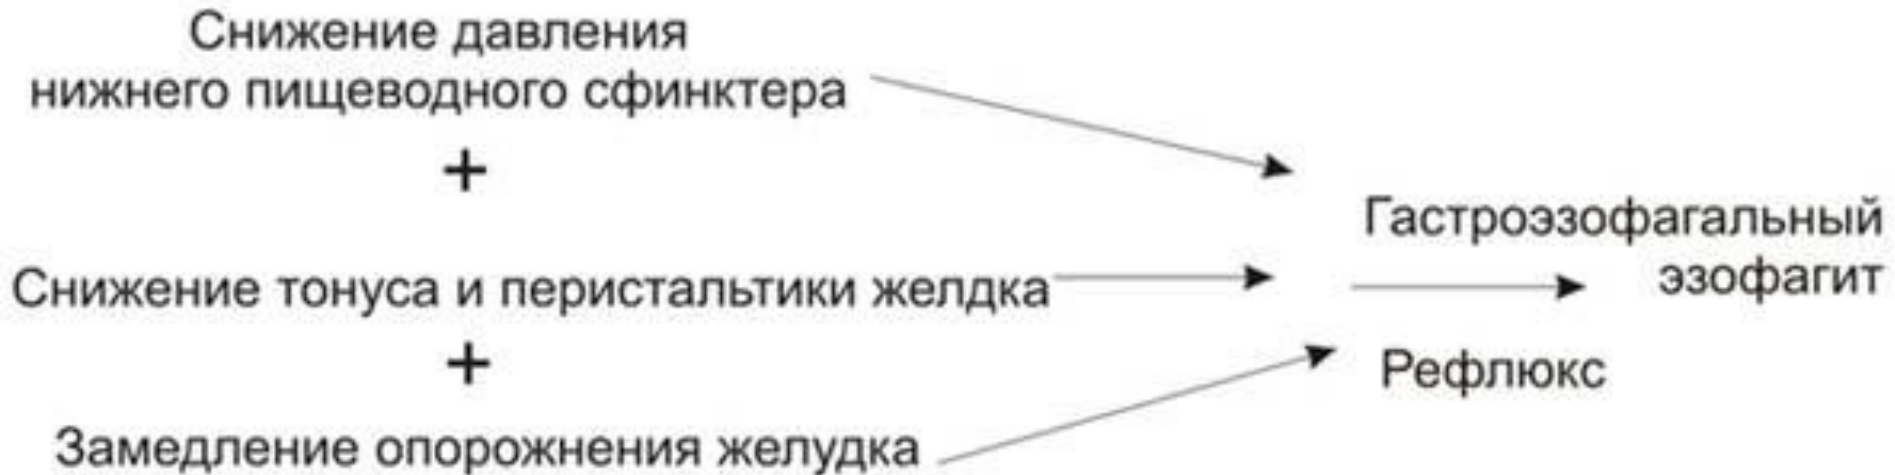 Снижение давления
нижнего пищеводного сфинктера
+
Снижение тонуса и перистальтики желдка
+
Замедление опорожнения желудка
Гастроэзофагальный
эзофагит
Рефлюкс